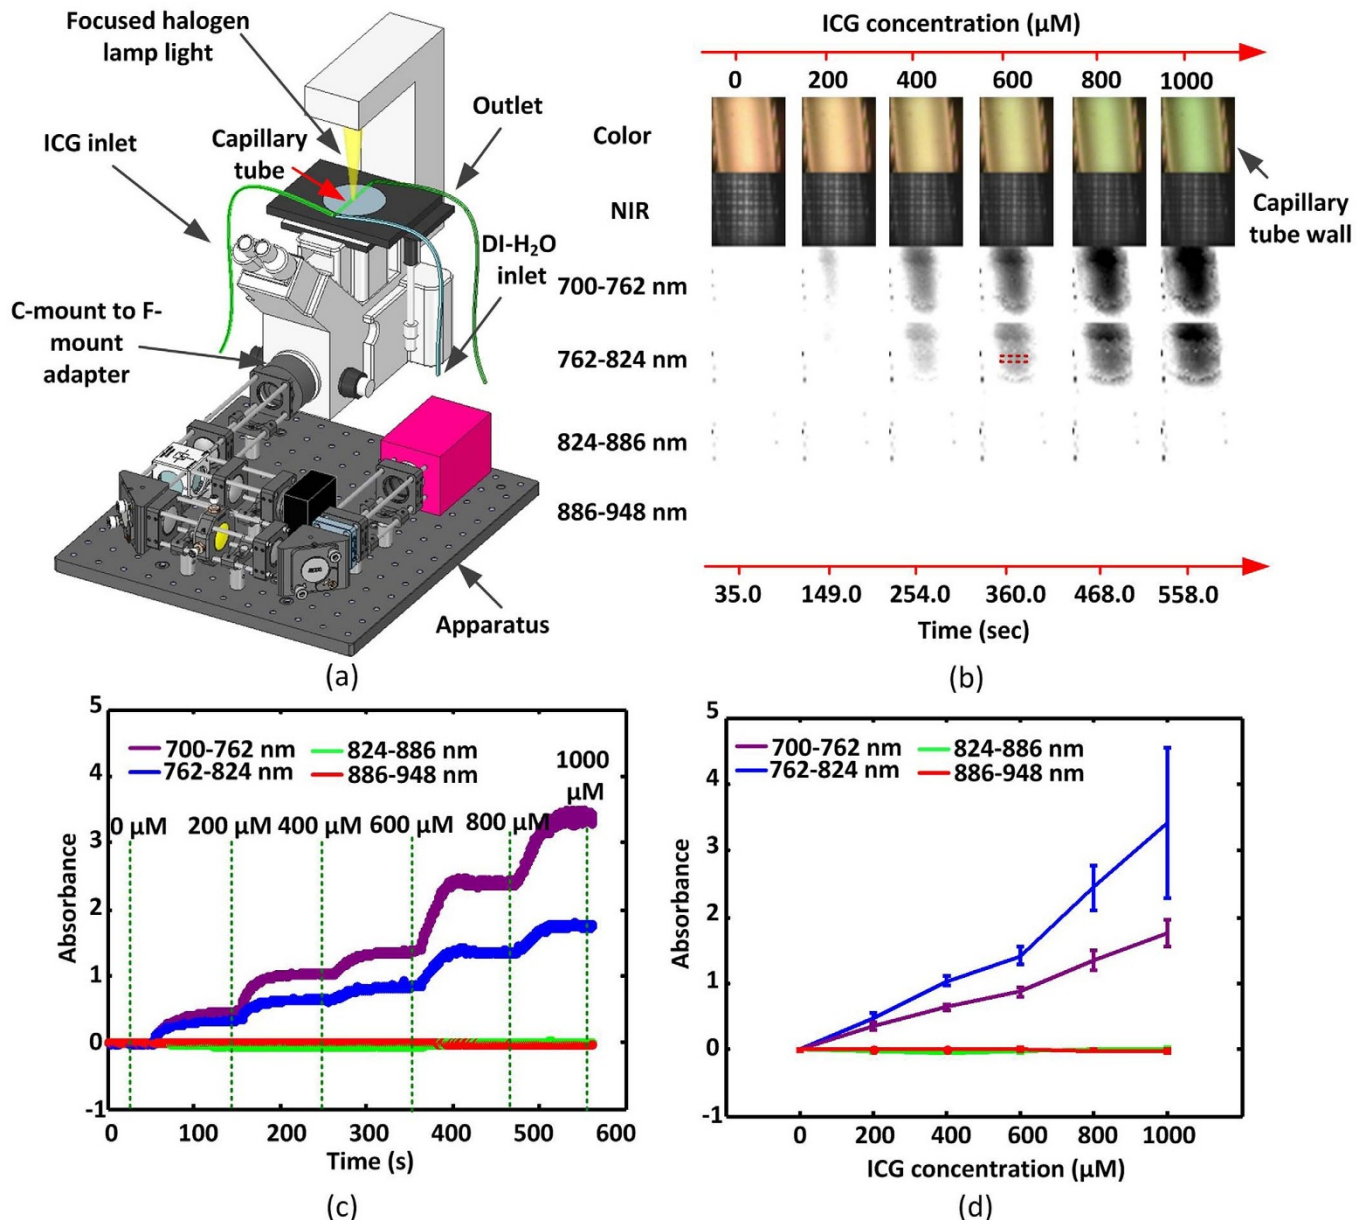 Focused halogen
lamp light
ICG inlet
Capillary
tube
Outlet
DI-H₂O
inlet
C-mount to F-
mount
adapter
Apparatus
(a)
ICG concentration (µM)
0 200 400 600 800 1000
Color
NIR
Capillary
tube wall
700-762 nm
762-824 nm
824-886 nm
886-948 nm
35.0 149.0 254.0 360.0 468.0 558.0
Time (sec)
(b)
5
4
3
2
1
0
-1
Absorbance
700-762 nm
762-824 nm
824-886 nm
886-948 nm
0 µM
200 µM
400 µM
600 µM
800 µM
1000
µM
0 100 200 300 400 500 600
Time (s)
(c)
5
4
3
2
1
0
-1
Absorbance
700-762 nm
762-824 nm
824-886 nm
886-948 nm
0 200 400 600 800 1000
ICG concentration (µM)
(d)